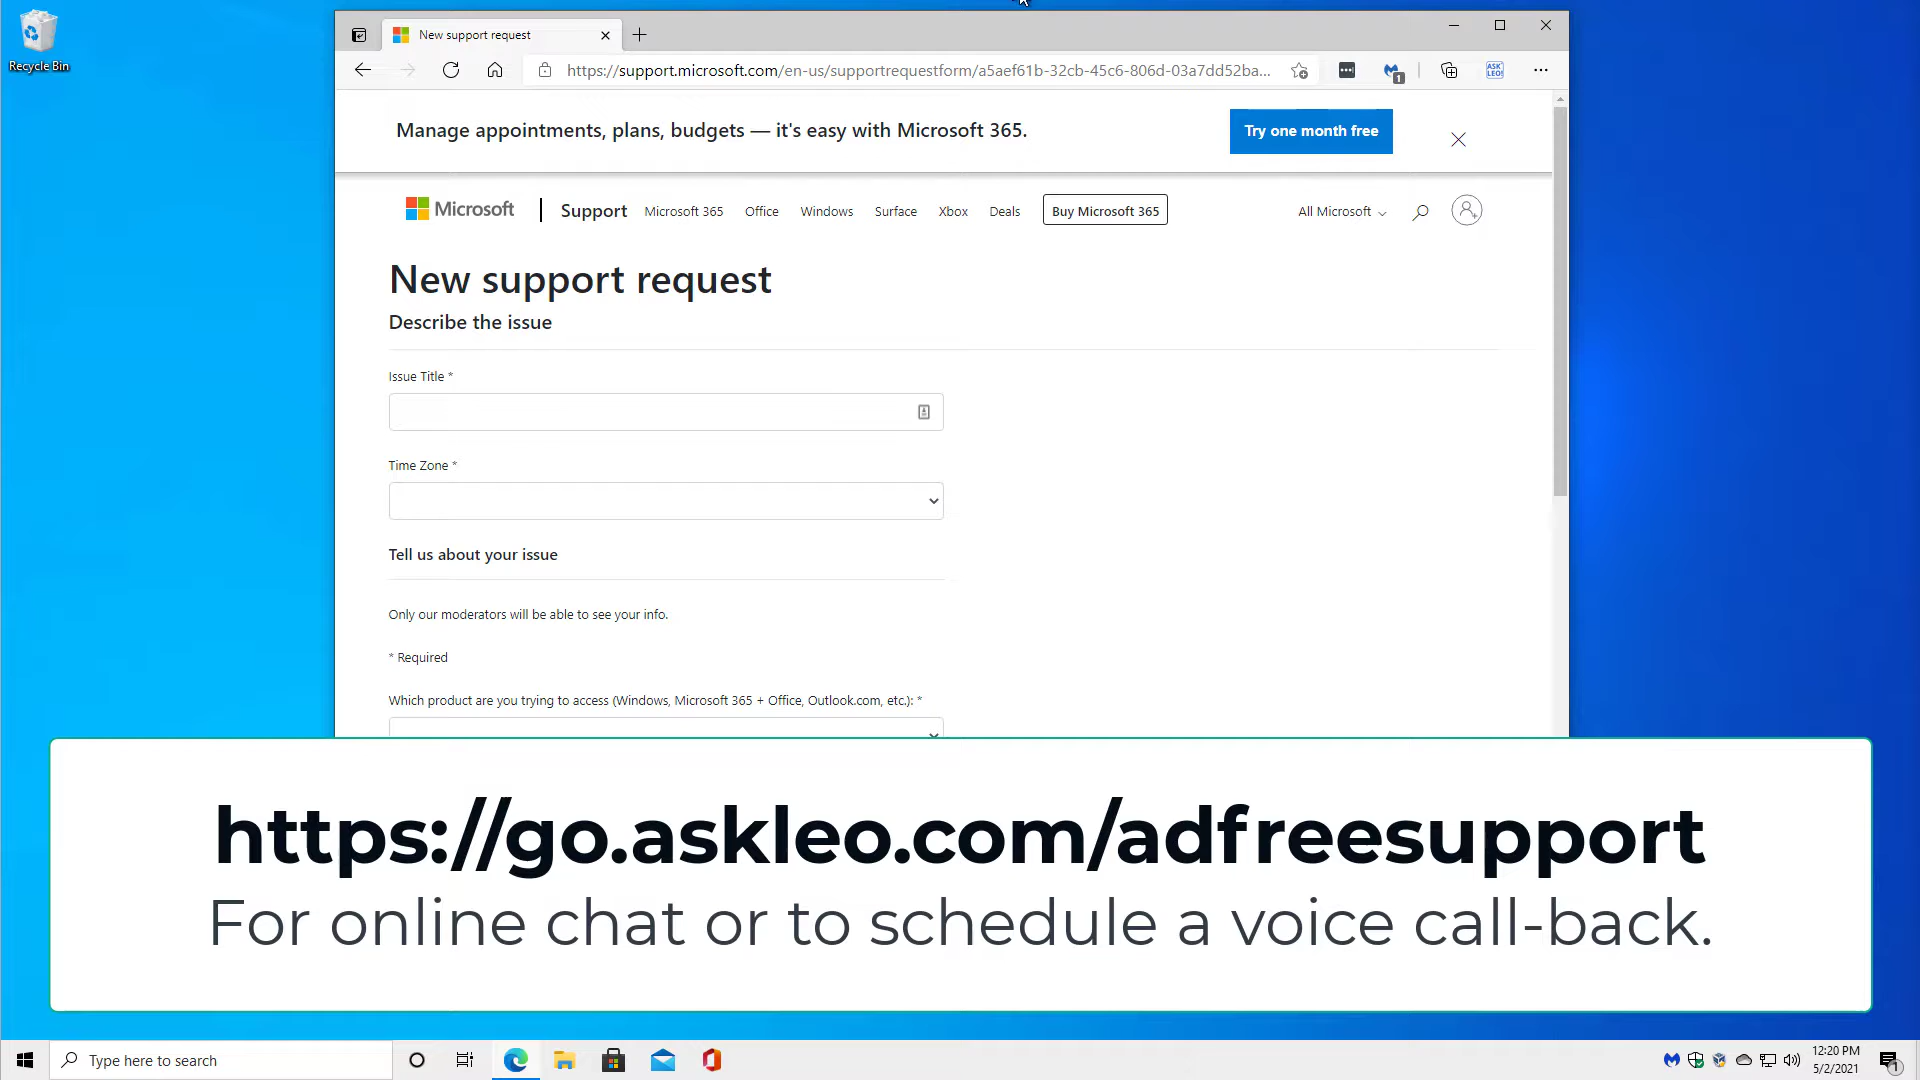 Recycle Bin
New support request
https://support.microsoft.com/en-us/supportrequestform/a5aef61b-32cb-45c6-806d-03a7dd52ba...
1
ASK LEO!
Manage appointments, plans, budgets — it's easy with Microsoft 365.
Try one month free
Microsoft
Support
Microsoft 365
Office
Windows
Surface
Xbox
Deals
Buy Microsoft 365
All Microsoft
New support request
Describe the issue
Issue Title *
Time Zone *
Tell us about your issue
Only our moderators will be able to see your info.
* Required
Which product are you trying to access (Windows, Microsoft 365 + Office, Outlook.com, etc.): *
https://go.askleo.com/adfreesupport
For online chat or to schedule a voice call-back.
Type here to search
12:20 PM
5/2/2021
1